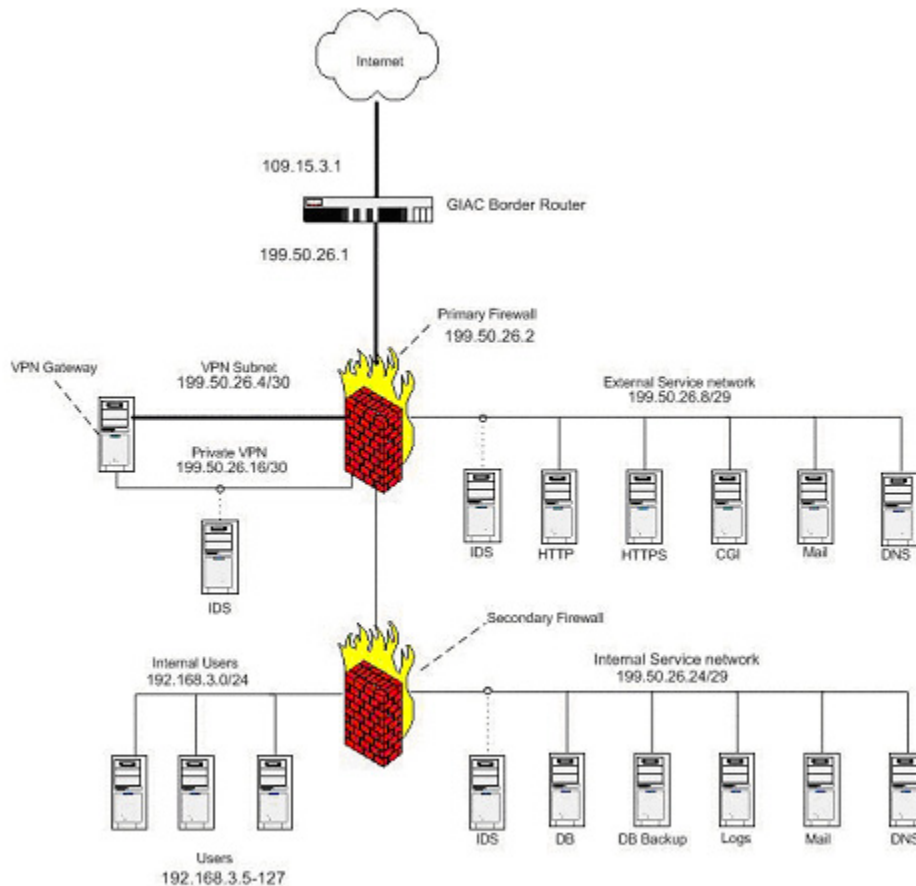 Internet
109.15.3.1
GIAC Border Router
199.50.26.1
Primary Firewall
199.50.26.2
VPN Gateway
VPN Subnet
199.50.26.4/30
External Service network
199.50.26.8/29
Private VPN
199.50.26.16/30
IDS
HTTP
HTTPS
CGI
Mail
DNS
IDS
Secondary Firewall
Internal Users
192.168.3.0/24
Internal Service network
199.50.26.24/29
IDS
DB
DB Backup
Logs
Mail
DNS
Users
192.168.3.5-127